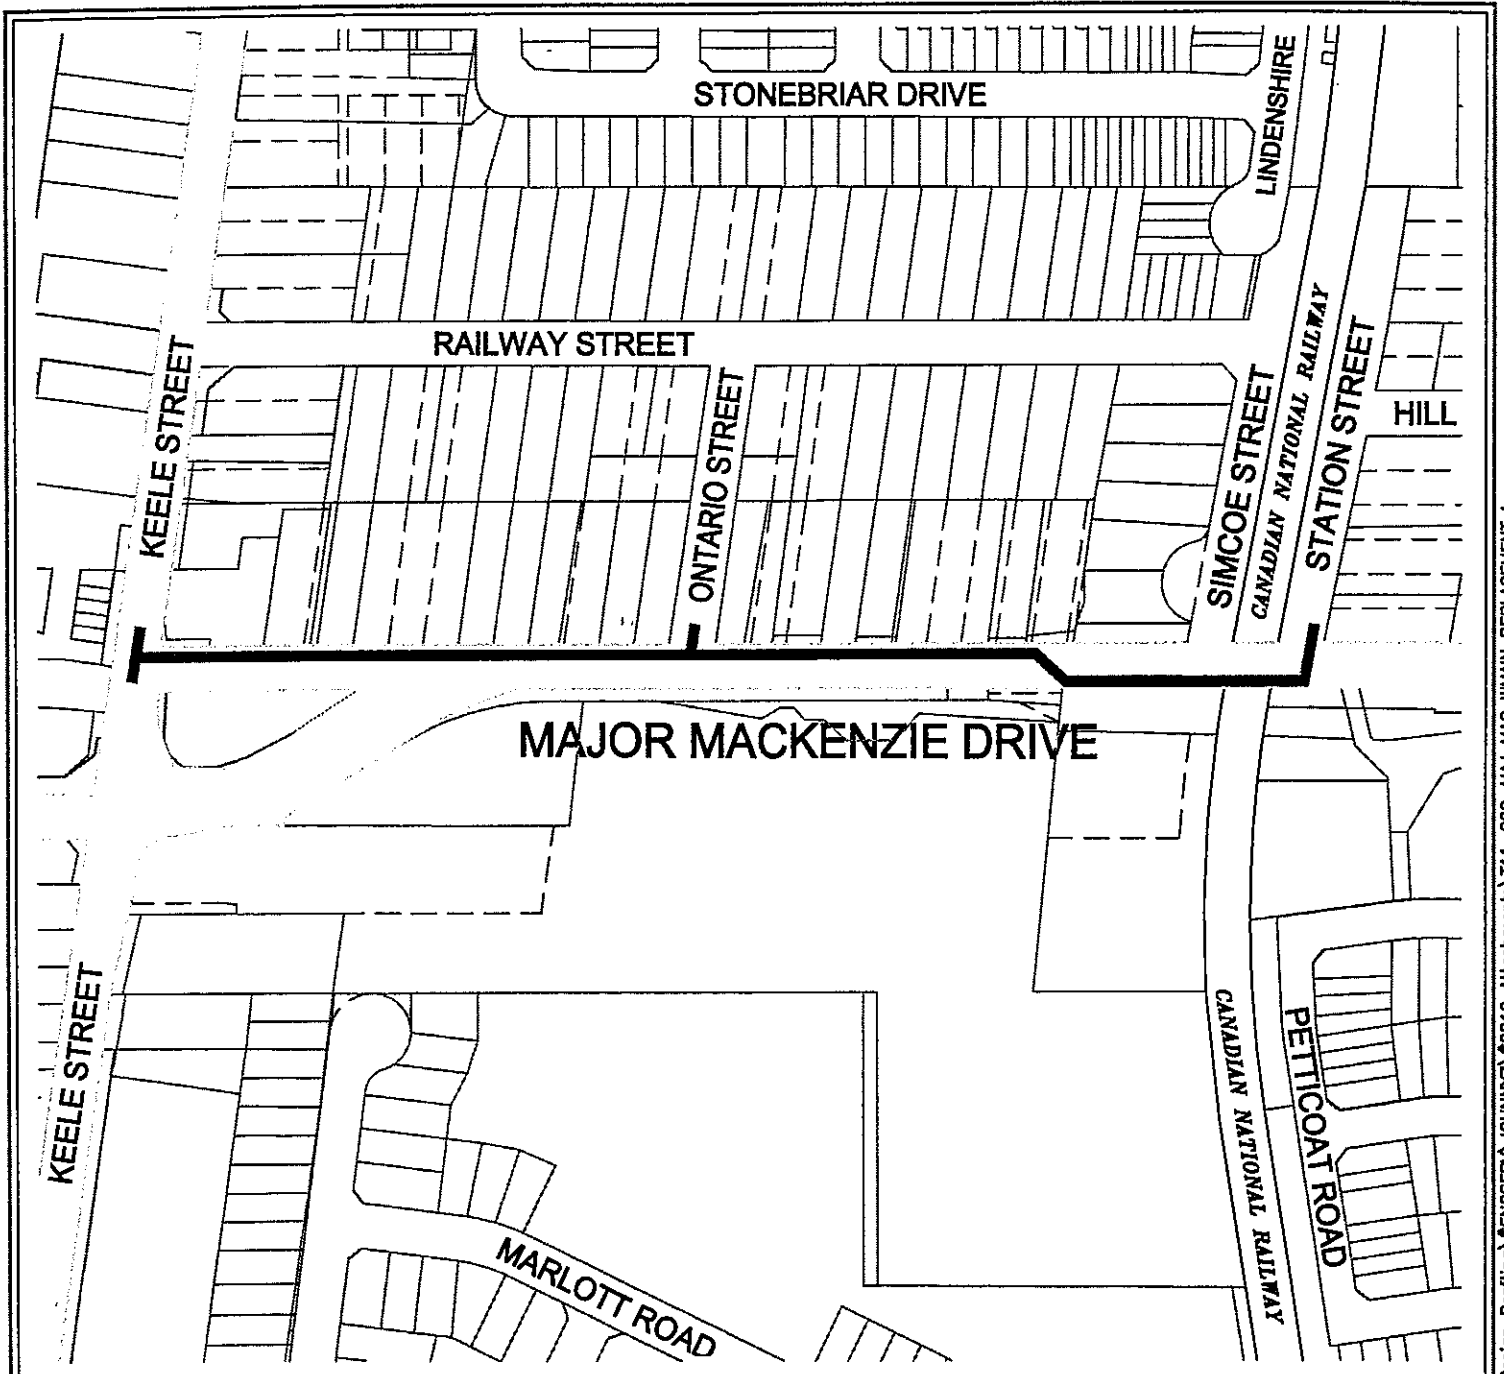 STONEBRIAR DRIVE
LINDENSHIRE
RAILWAY STREET
KEELE STREET
ONTARIO STREET
SIMCOE STREET
CANADIAN NATIONAL RAILWAY
STATION STREET
HILL
MAJOR MACKENZIE DRIVE
KEELE STREET
CANADIAN NATIONAL RAILWAY
PETTICOAT ROAD
MARLOTT ROAD